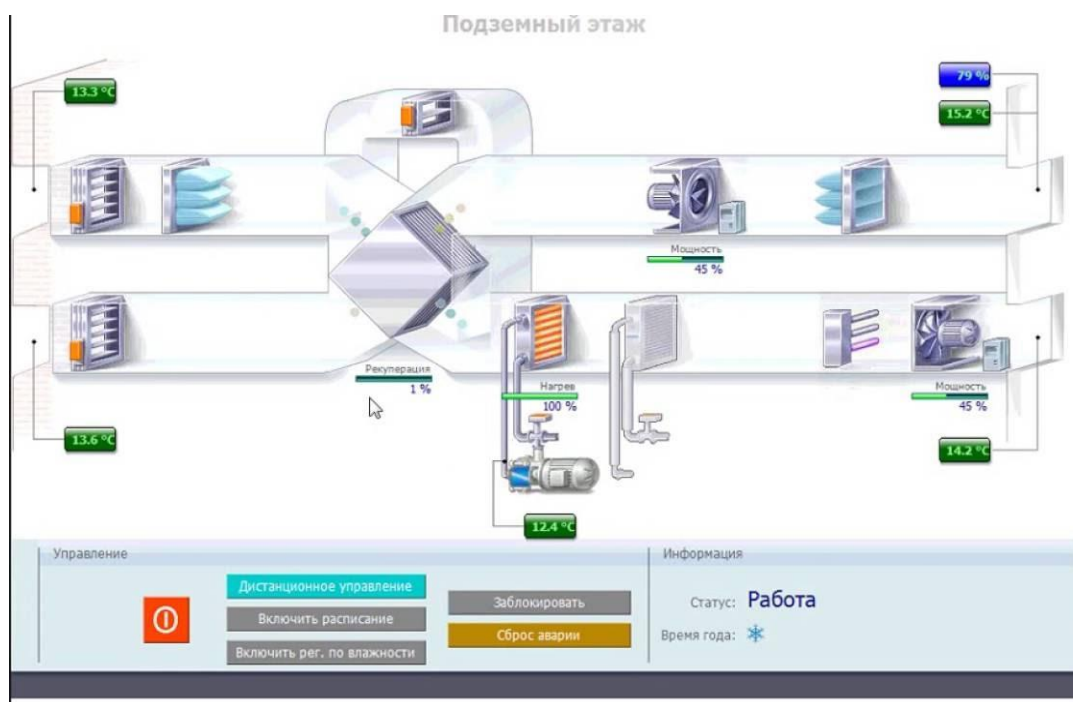 Подземный этаж
79 %
13.3 °C
15.2 °C
Мощность
45 %
Рекуперация
1 %
Нагрев
100 %
Мощность
45 %
13.6 °C
14.2 °C
12.4 °C
Управление
Информация
Дистанционное управление
Заблокировать
Статус: Работа
Включить расписание
Сброс аварии
Время года:
Включить рег. по влажности